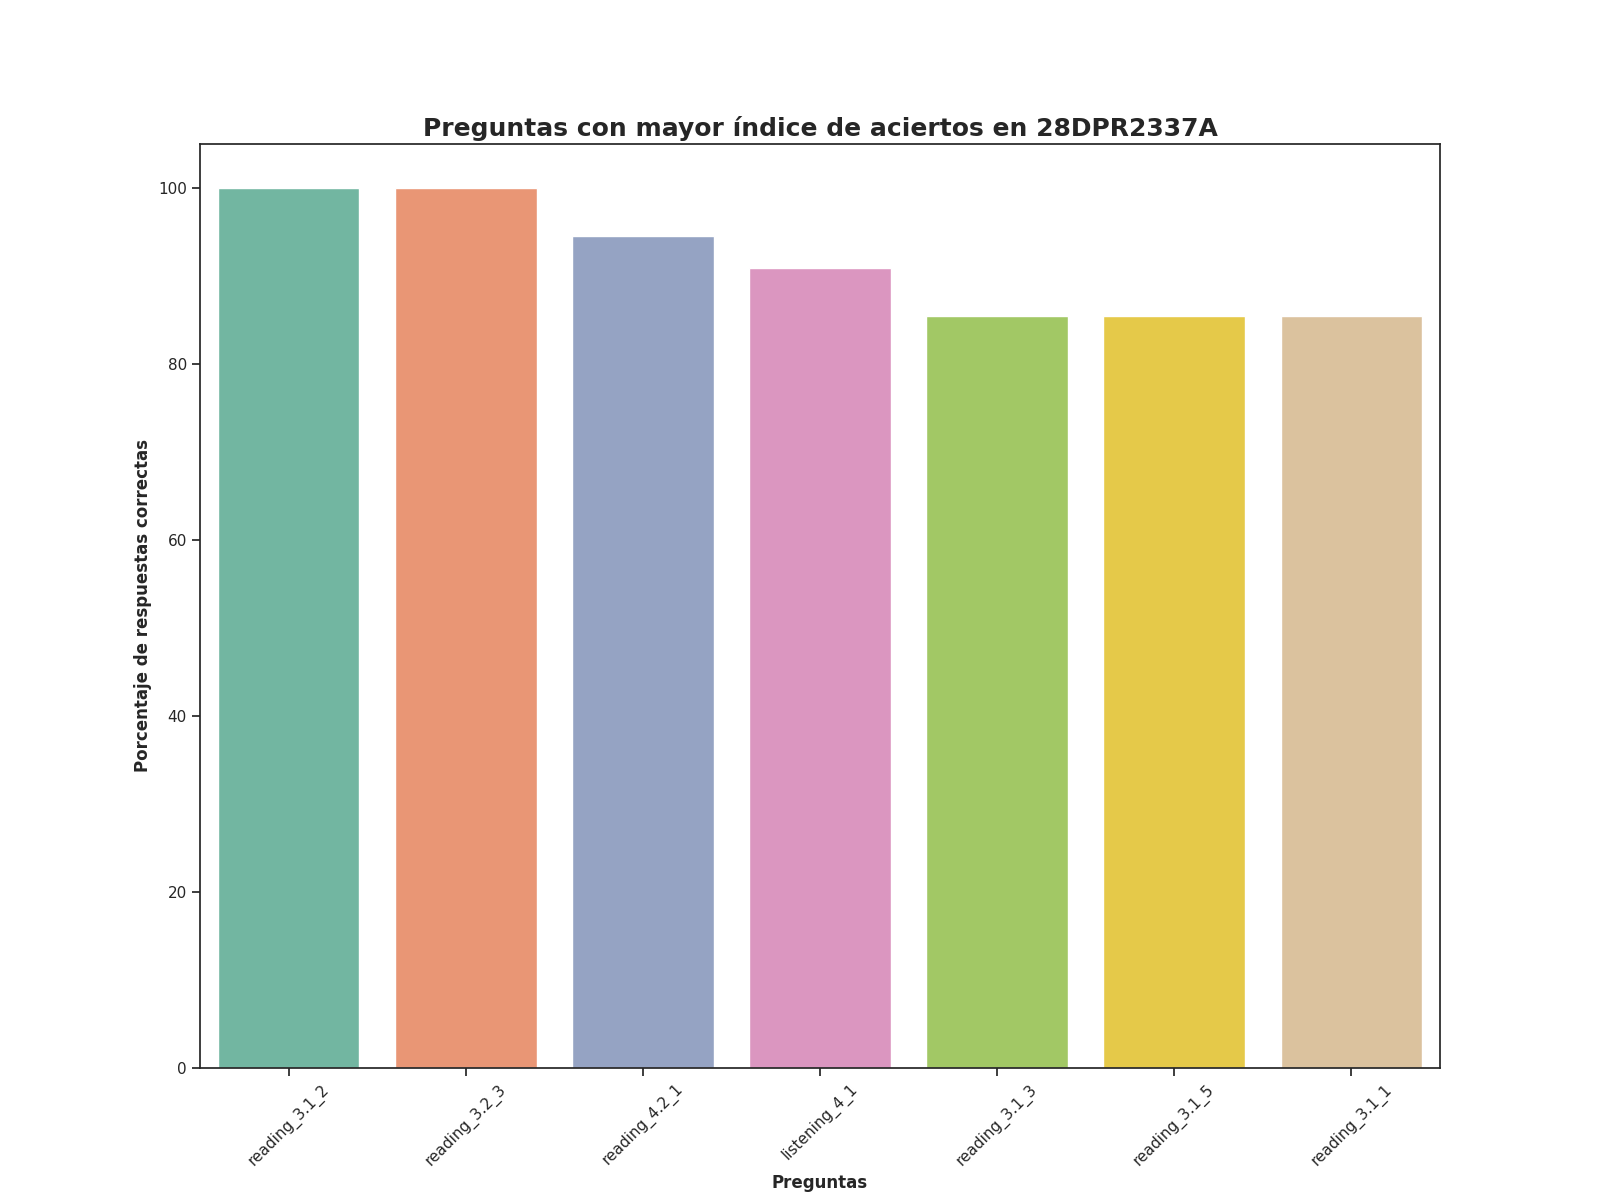 Preguntas con mayor índice de aciertos en 28DPR2337A
Porcentaje de respuestas correctas
100
80
60
40
20
0
reading_3.1_2
reading_3.2_3
reading_4.2_1
listening_4_1
reading_3.1_3
reading_3.1_5
reading_3.1_1
Preguntas